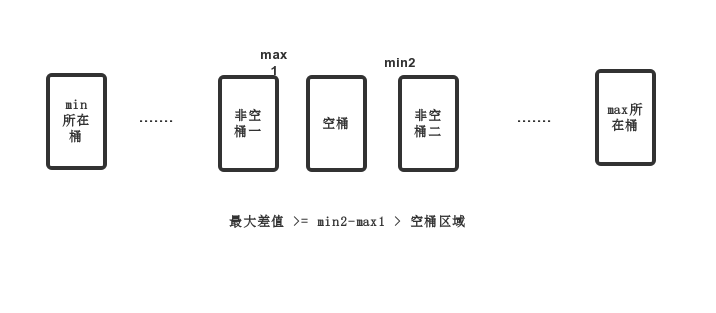 max
1
min2
min
所在
桶
.......
非空
桶一
空桶
非空
桶二
.......
max所
在桶
最大差值 >= min2-max1 > 空桶区域